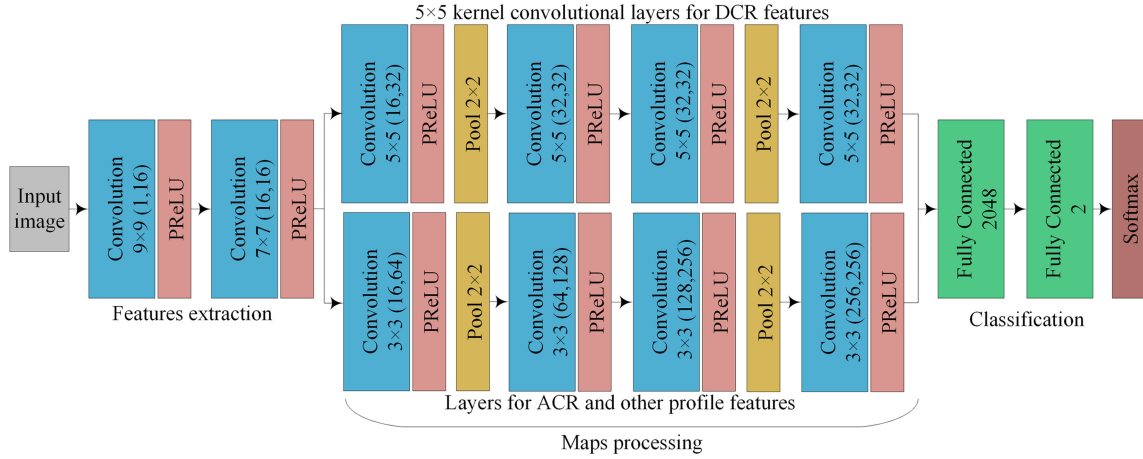 5×5 kernel convolutional layers for DCR features
Input
image
Convolution
9×9 (1,16)
PReLU
Convolution
7×7 (16,16)
PReLU
Features extraction
Convolution
5×5 (16,32)
PReLU
Pool 2×2
Convolution
5×5 (32,32)
PReLU
Convolution
5×5 (32,32)
PReLU
Pool 2×2
Convolution
5×5 (32,32)
PReLU
Convolution
3×3 (16,64)
PReLU
Pool 2×2
Convolution
3×3 (64,128)
PReLU
Convolution
3×3 (128,256)
PReLU
Pool 2×2
Convolution
3×3 (256,256)
PReLU
Layers for ACR and other profile features
Maps processing
Fully Connected
2048
Fully Connected
2
Softmax
Classification